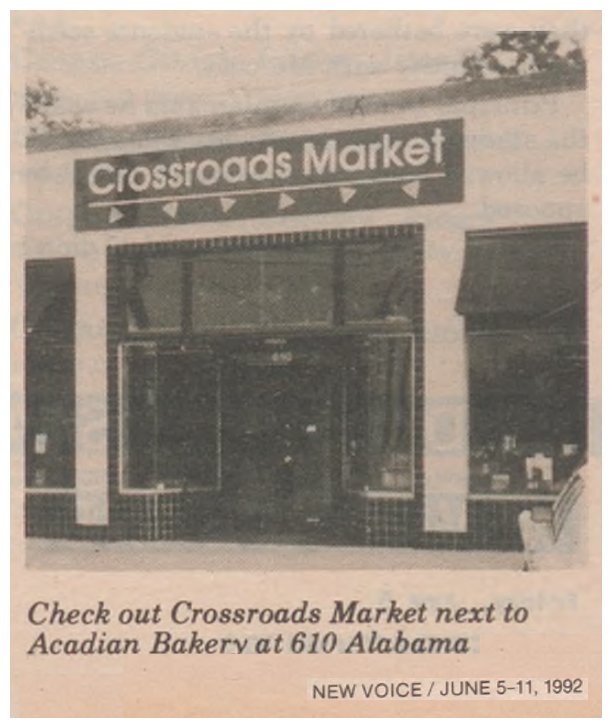 Crossroads Market
610
Check out Crossroads Market next to
Acadian Bakery at 610 Alabama
NEW VOICE / JUNE 5–11, 1992